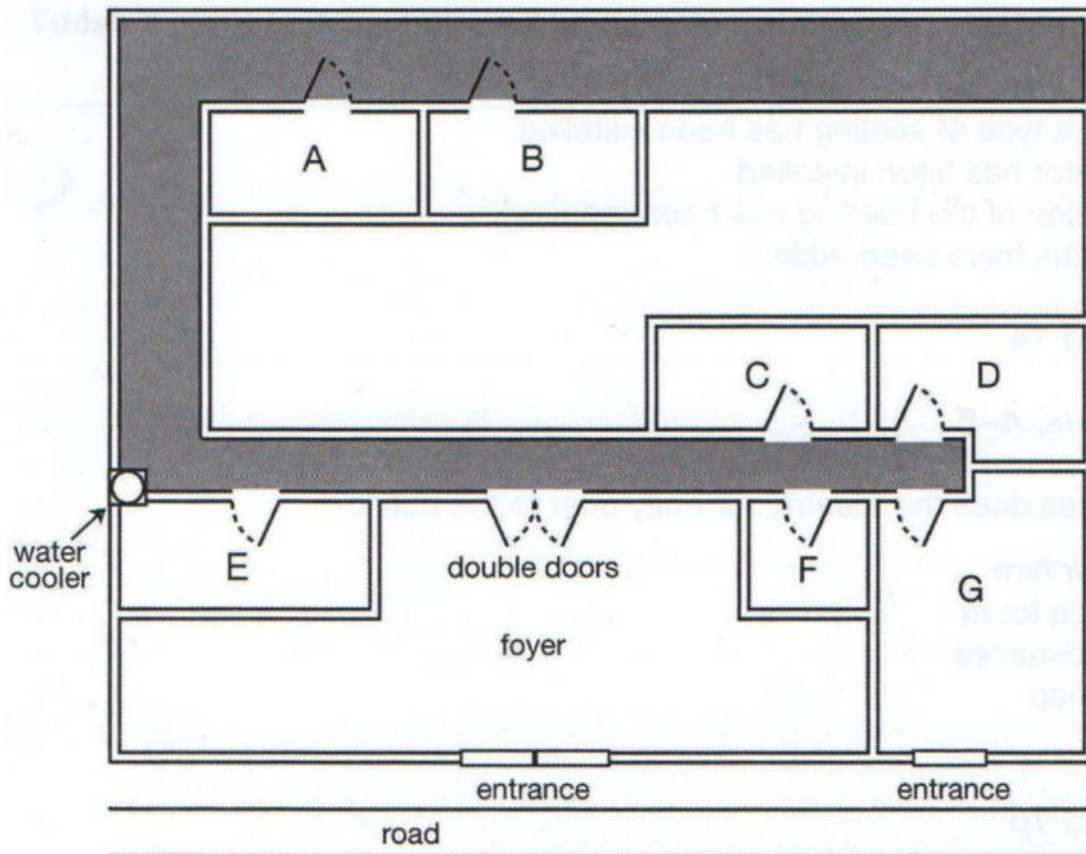 A
B
C
D
water
cooler
E
double doors
F
G
foyer
entrance
entrance
road